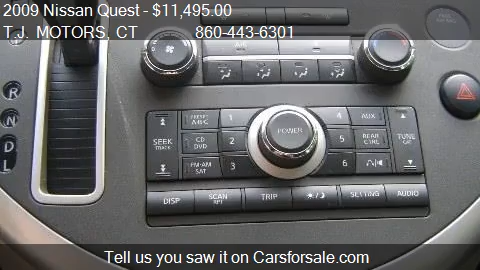 2009 Nissan Quest - $11,495.00
T.J. MOTORS, CT 860-443-6301
R
N
D
L
PRESET
A B C
1
4
AUX
SEEK
TRACK
CD
DVD
2
POWER
5
REAR
CTRL
TUNE
FM·AM
SAT
3
6
DISP
SCAN
RPT
TRIP
SETTING
AUDIO
Tell us you saw it on Carsforsale.com